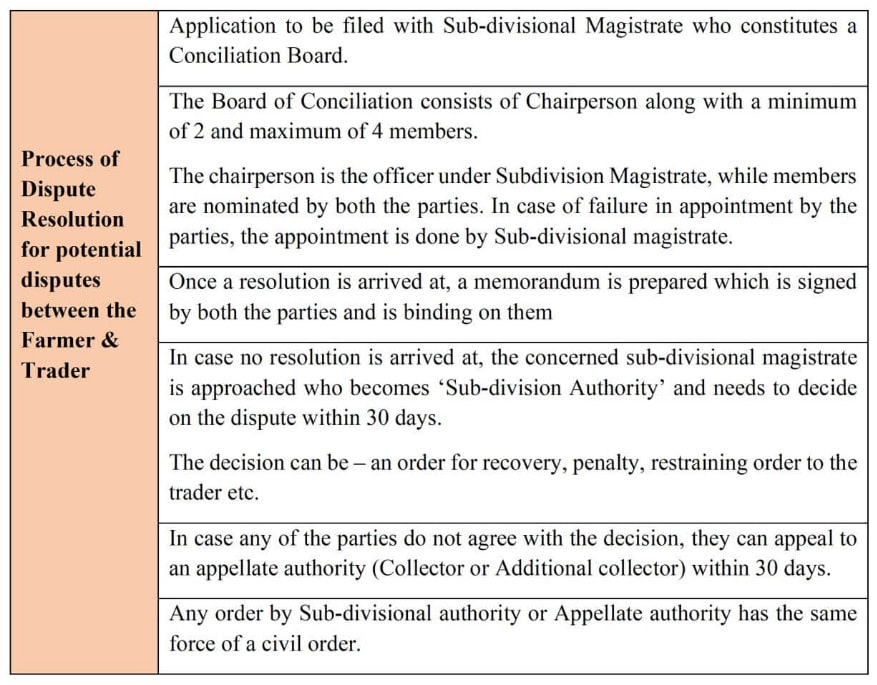 Process of
Dispute
Resolution
for potential
disputes
between the
Farmer &
Trader
Application to be filed with Sub-divisional Magistrate who constitutes a
Conciliation Board.
The Board of Conciliation consists of Chairperson along with a minimum
of 2 and maximum of 4 members.
The chairperson is the officer under Subdivision Magistrate, while members
are nominated by both the parties. In case of failure in appointment by the
parties, the appointment is done by Sub-divisional magistrate.
Once a resolution is arrived at, a memorandum is prepared which is signed
by both the parties and is binding on them
In case no resolution is arrived at, the concerned sub-divisional magistrate
is approached who becomes ‘Sub-division Authority’ and needs to decide
on the dispute within 30 days.
The decision can be – an order for recovery, penalty, restraining order to the
trader etc.
In case any of the parties do not agree with the decision, they can appeal to
an appellate authority (Collector or Additional collector) within 30 days.
Any order by Sub-divisional authority or Appellate authority has the same
force of a civil order.